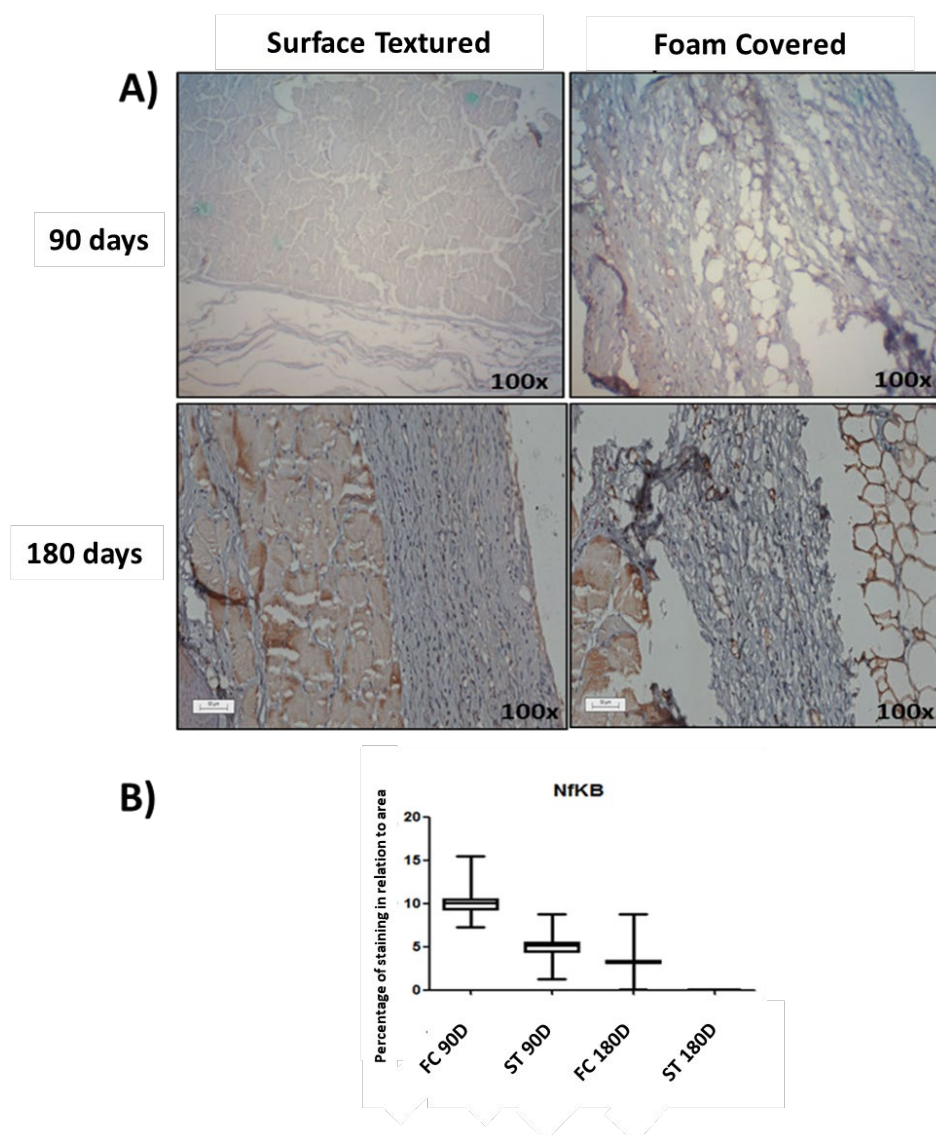 Surface Textured
Foam Covered
A)
90 days
100x
100x
180 days
100x
100x
B)
NfKB
Percentage of staining in relation to area
20
15
10
5
0
FC 90D
ST 90D
FC 180D
ST 180D